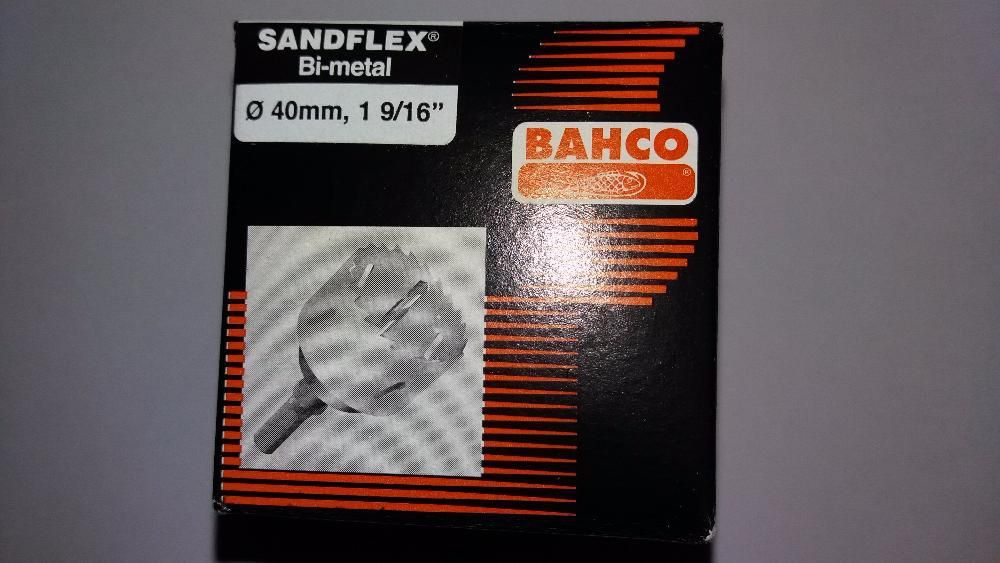 SANDFLEX®
Bi-metal
Ø 40mm, 1 9/16”
BAHCO
®